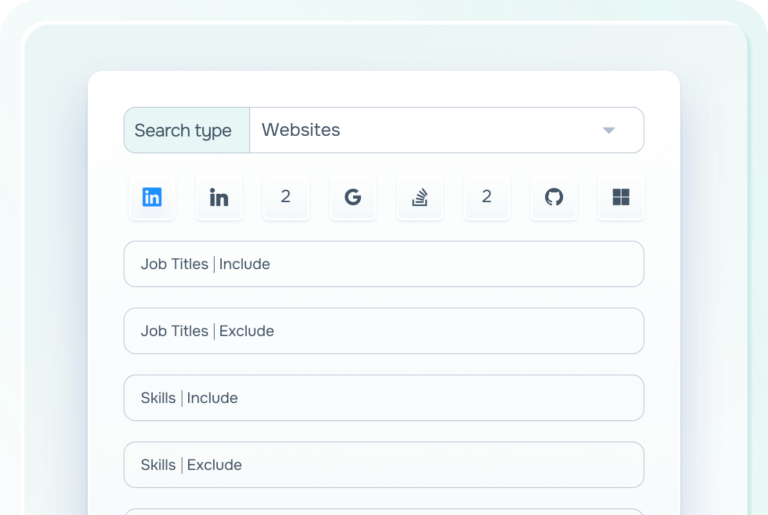 Search type Websites
in in 2 G 2
Job Titles | Include
Job Titles | Exclude
Skills | Include
Skills | Exclude